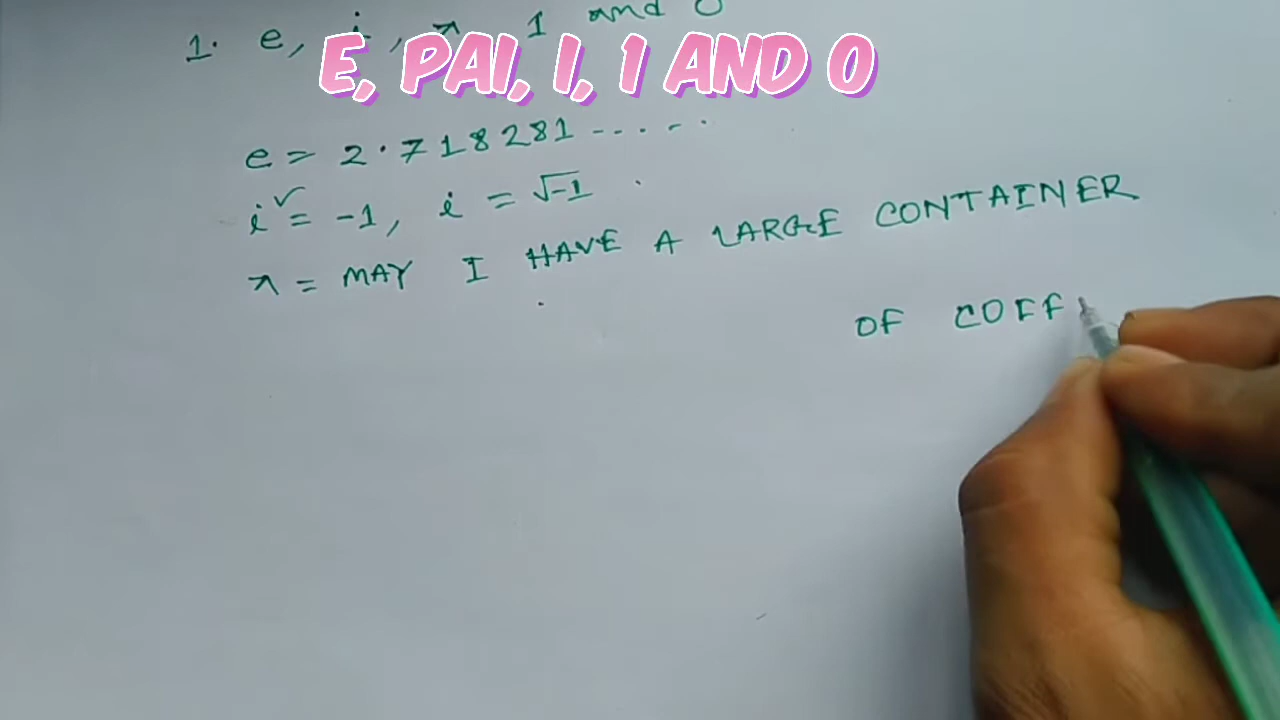 1. e, i, π 1 and 0
E, PAI, I, 1 AND 0
e = 2.718281-----
i² = -1, i = √-1 .
π = MAY I HAVE A LARGE CONTAINER
OF COFF